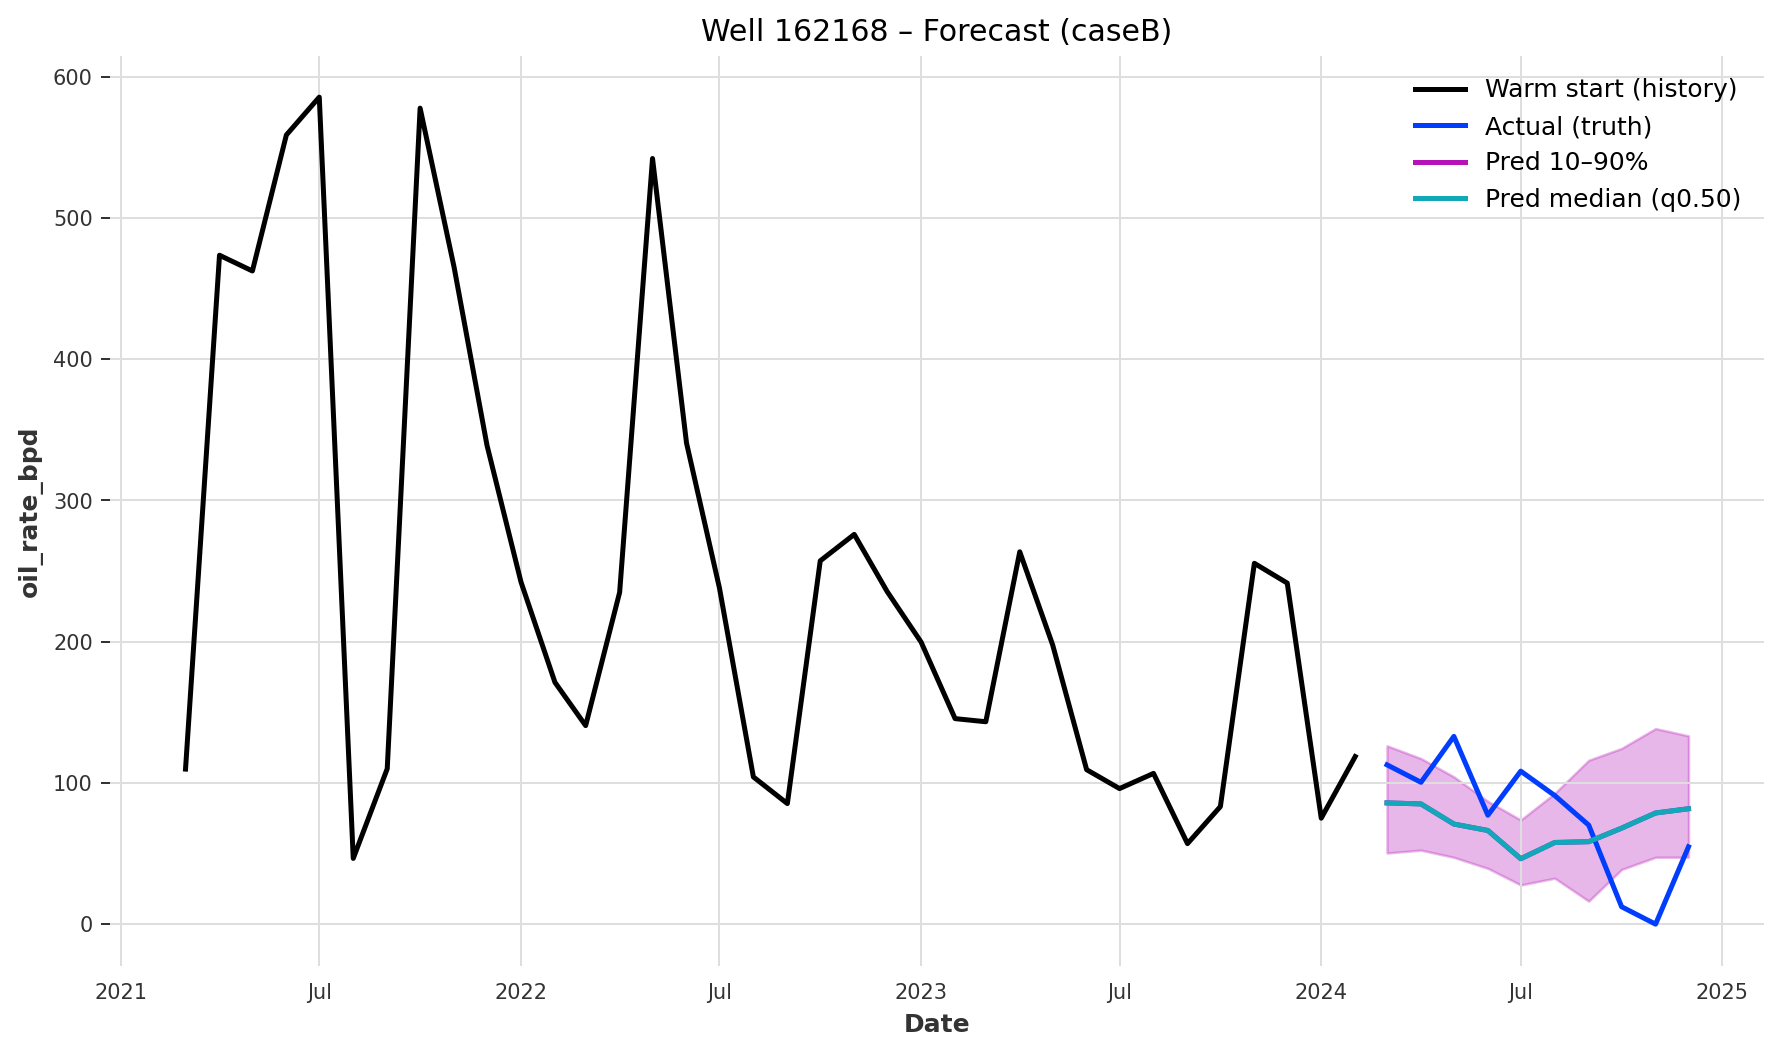 Well 162168 – Forecast (caseB)
Warm start (history)
Actual (truth)
Pred 10–90%
Pred median (q0.50)
oil_rate_bpd
600
500
400
300
200
100
0
2021 Jul 2022 Jul 2023 Jul 2024 Jul 2025
Date